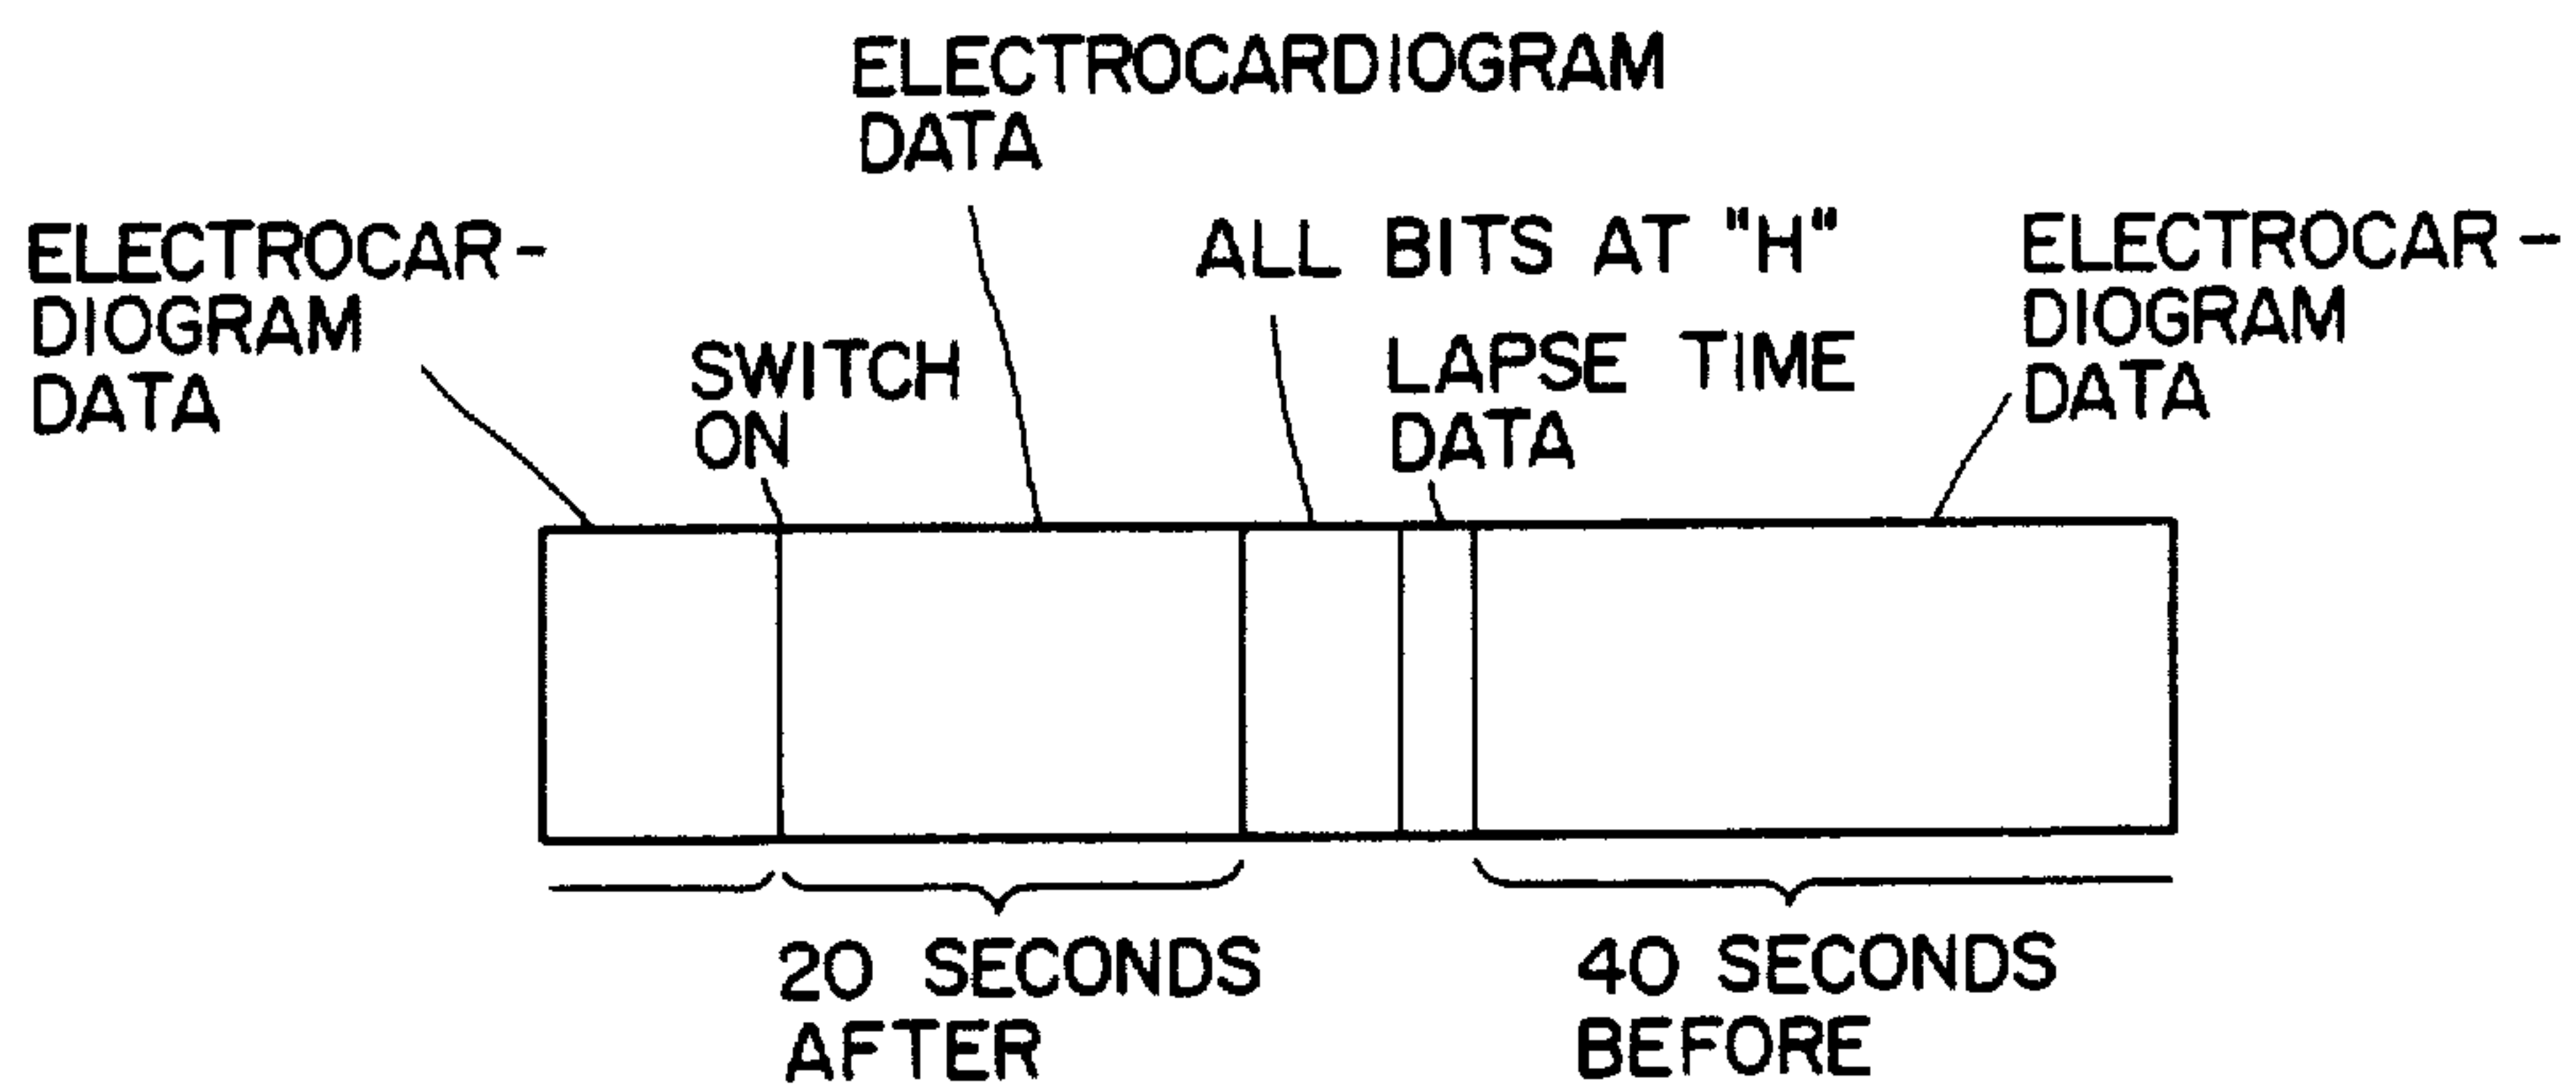 ELECTROCARDIOGRAM
DATA
ELECTROCAR-
DIOGRAM
DATA
SWITCH
ON
ALL BITS AT "H"
LAPSE TIME
DATA
ELECTROCAR-
DIOGRAM
DATA
20 SECONDS
AFTER
40 SECONDS
BEFORE